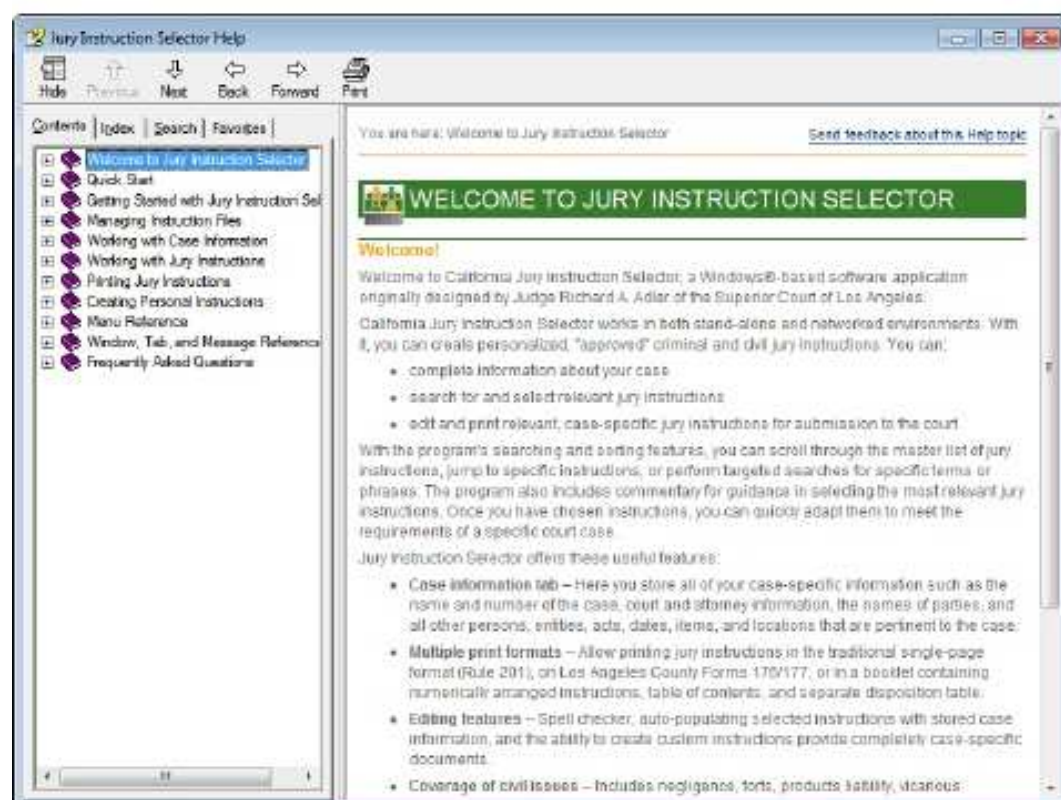 Jury Instruction Selector Help
Hide Previous Next Back Forward Print
Contents Index Search Favorites
Welcome to Jury Instruction Selector
Quick Start
Getting Started with Jury Instruction Sel
Managing Instruction Files
Working with Case Information
Working with Jury Instructions
Printing Jury Instructions
Creating Personal Instructions
Menu Reference
Window, Tab, and Message Reference
Frequently Asked Questions
You are here: Welcome to Jury Instruction Selector
Send feedback about this Help topic
WELCOME TO JURY INSTRUCTION SELECTOR
Welcome!
Welcome to California Jury Instruction Selector, a Windows®-based software application
originally designed by Judge Richard A. Adler of the Superior Court of Los Angeles.
California Jury Instruction Selector works in both stand-alone and networked environments. With
it, you can create personalized, "approved" criminal and civil jury instructions. You can:
• complete information about your case
• search for and select relevant jury instructions
• edit and print relevant, case-specific jury instructions for submission to the court
With the program's searching and sorting features, you can scroll through the master list of jury
instructions, jump to specific instructions, or perform targeted searches for specific terms or
phrases. The program also includes commentary for guidance in selecting the most relevant jury
instructions. Once you have chosen instructions, you can quickly adapt them to meet the
requirements of a specific court case.
Jury Instruction Selector offers these useful features:
• Case information tab – Here you store all of your case-specific information such as the
name and number of the case, court and attorney information, the names of parties, and
all other persons, entities, acts, dates, items, and locations that are pertinent to the case.
• Multiple print formats – Allow printing jury instructions in the traditional single-page
format (Rule 201), on Los Angeles County Forms 176/177, or in a booklet containing
numerically arranged instructions, table of contents, and separate disposition table.
• Editing features – Spell checker, auto-populating selected instructions with stored case
information, and the ability to create custom instructions provide completely case-specific
documents.
• Coverage of civil issues – Includes negligence, torts, products liability, vicarious